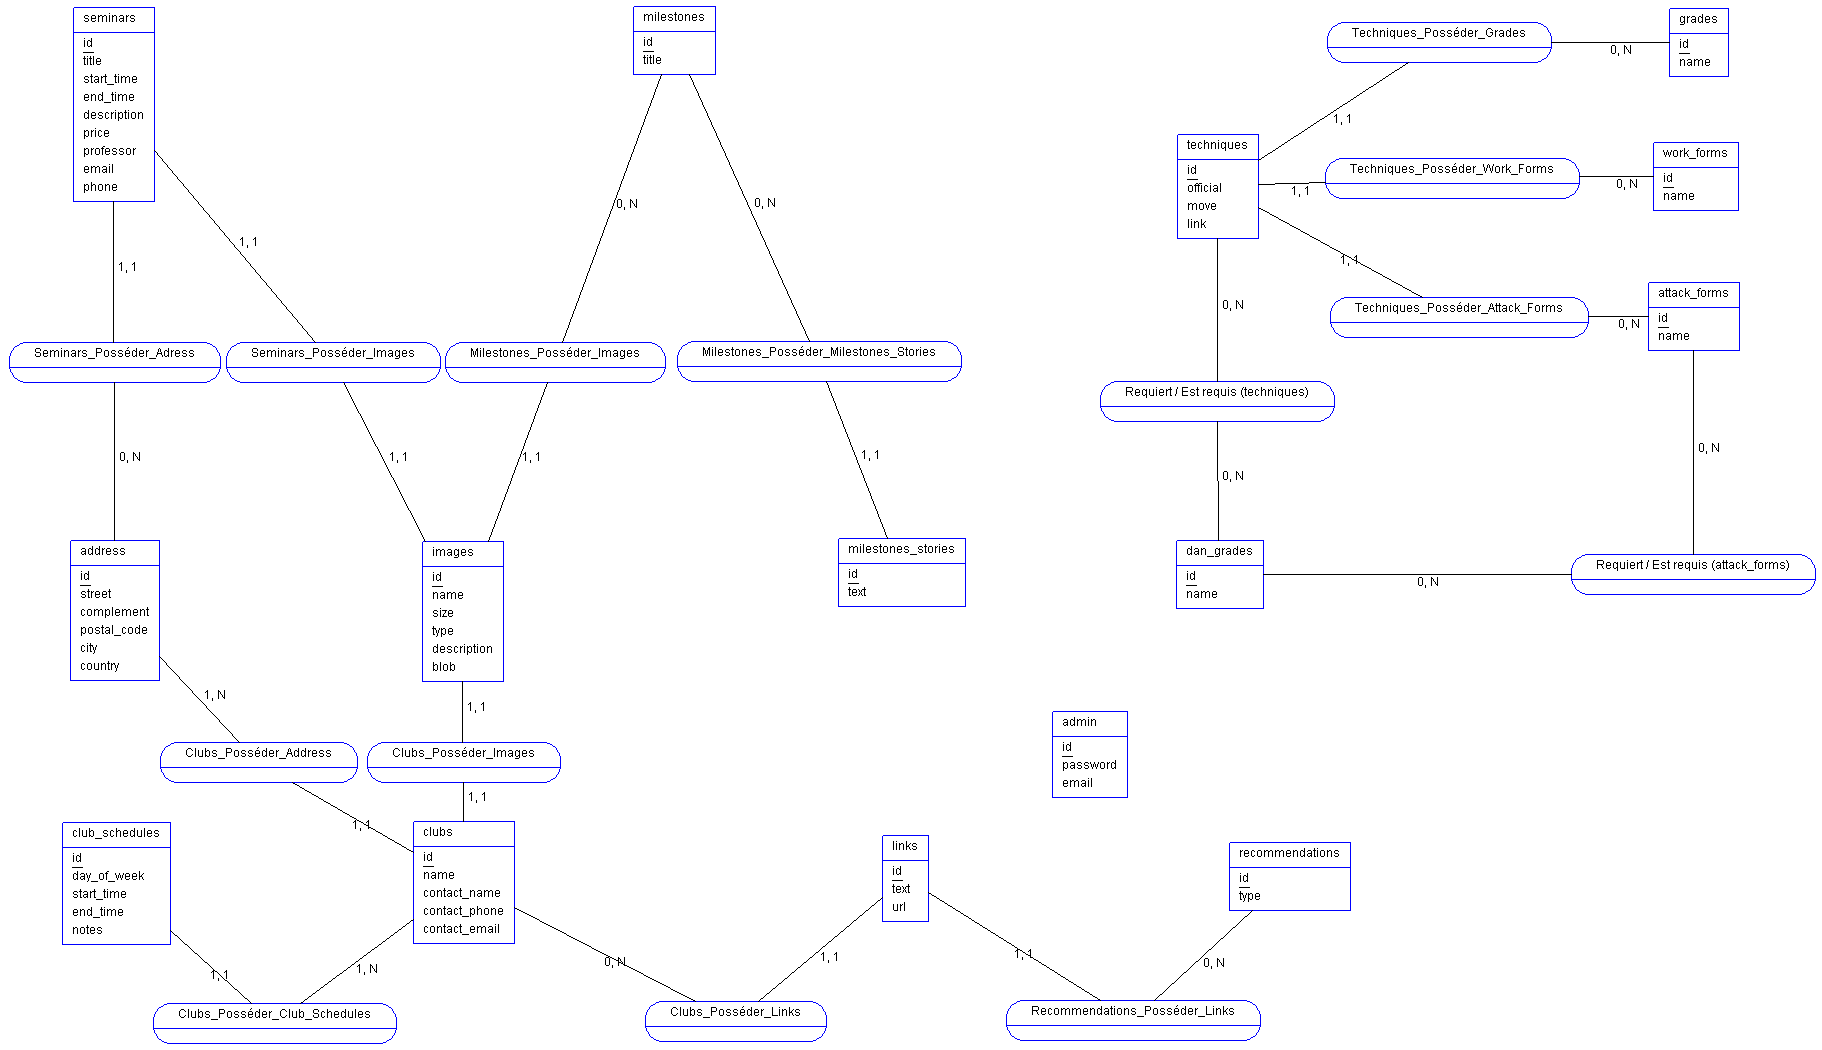 seminars
id
title
start_time
end_time
description
price
professor
email
phone
milestones
id
title
Techniques_Posséder_Grades
0, N
grades
id
name
1, 1
techniques
id
official
move
link
1, 1
Techniques_Posséder_Work_Forms
0, N
work_forms
id
name
1, 1
0, N
0, N
1, 1
1, 1
Techniques_Posséder_Attack_Forms
0, N
attack_forms
id
name
0, N
Seminars_Posséder_Adress
Seminars_Posséder_Images
Milestones_Posséder_Images
Milestones_Posséder_Milestones_Stories
Requiert / Est requis (techniques)
0, N
1, 1
1, 1
1, 1
0, N
0, N
address
id
street
complement
postal_code
city
country
images
id
name
size
type
description
blob
milestones_stories
id
text
dan_grades
id
name
0, N
Requiert / Est requis (attack_forms)
1, N
1, 1
Clubs_Posséder_Address
Clubs_Posséder_Images
admin
id
password
email
1, 1
1, 1
club_schedules
id
day_of_week
start_time
end_time
notes
clubs
id
name
contact_name
contact_phone
contact_email
links
id
text
url
recommendations
id
type
1, 1
1, N
0, N
1, 1
1, 1
0, N
Clubs_Posséder_Club_Schedules
Clubs_Posséder_Links
Recommendations_Posséder_Links